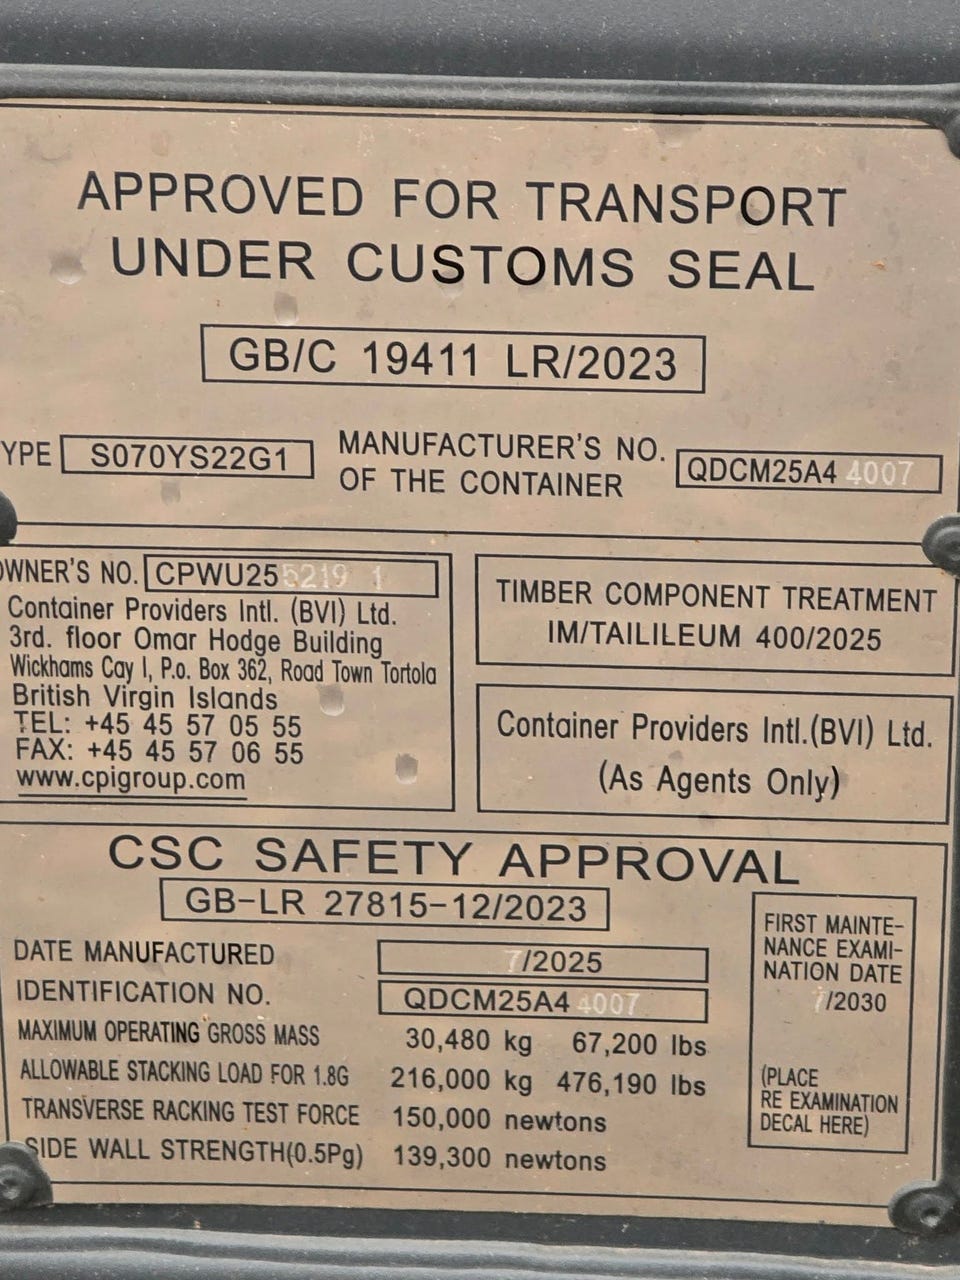 APPROVED FOR TRANSPORT
UNDER CUSTOMS SEAL
GB/C 19411 LR/2023
YPE S070YS22G1
MANUFACTURER'S NO.
OF THE CONTAINER
QDCM25A4 4007
OWNER'S NO. CPWU25 5219 1
Container Providers Intl. (BVI) Ltd.
3rd. floor Omar Hodge Building
Wickhams Cay I, P.o. Box 362, Road Town Tortola
British Virgin Islands
TEL: +45 45 57 05 55
FAX: +45 45 57 06 55
www.cpigroup.com
TIMBER COMPONENT TREATMENT
IM/TAILILEUM 400/2025
Container Providers Intl.(BVI) Ltd.
(As Agents Only)
CSC SAFETY APPROVAL
GB-LR 27815-12/2023
DATE MANUFACTURED 7/2025
IDENTIFICATION NO. QDCM25A4 4007
MAXIMUM OPERATING GROSS MASS 30,480 kg 67,200 lbs
ALLOWABLE STACKING LOAD FOR 1.8G 216,000 kg 476,190 lbs
TRANSVERSE RACKING TEST FORCE 150,000 newtons
SIDE WALL STRENGTH(0.5Pg) 139,300 newtons
FIRST MAINTE-
NANCE EXAMI-
NATION DATE
7/2030
(PLACE
RE EXAMINATION
DECAL HERE)